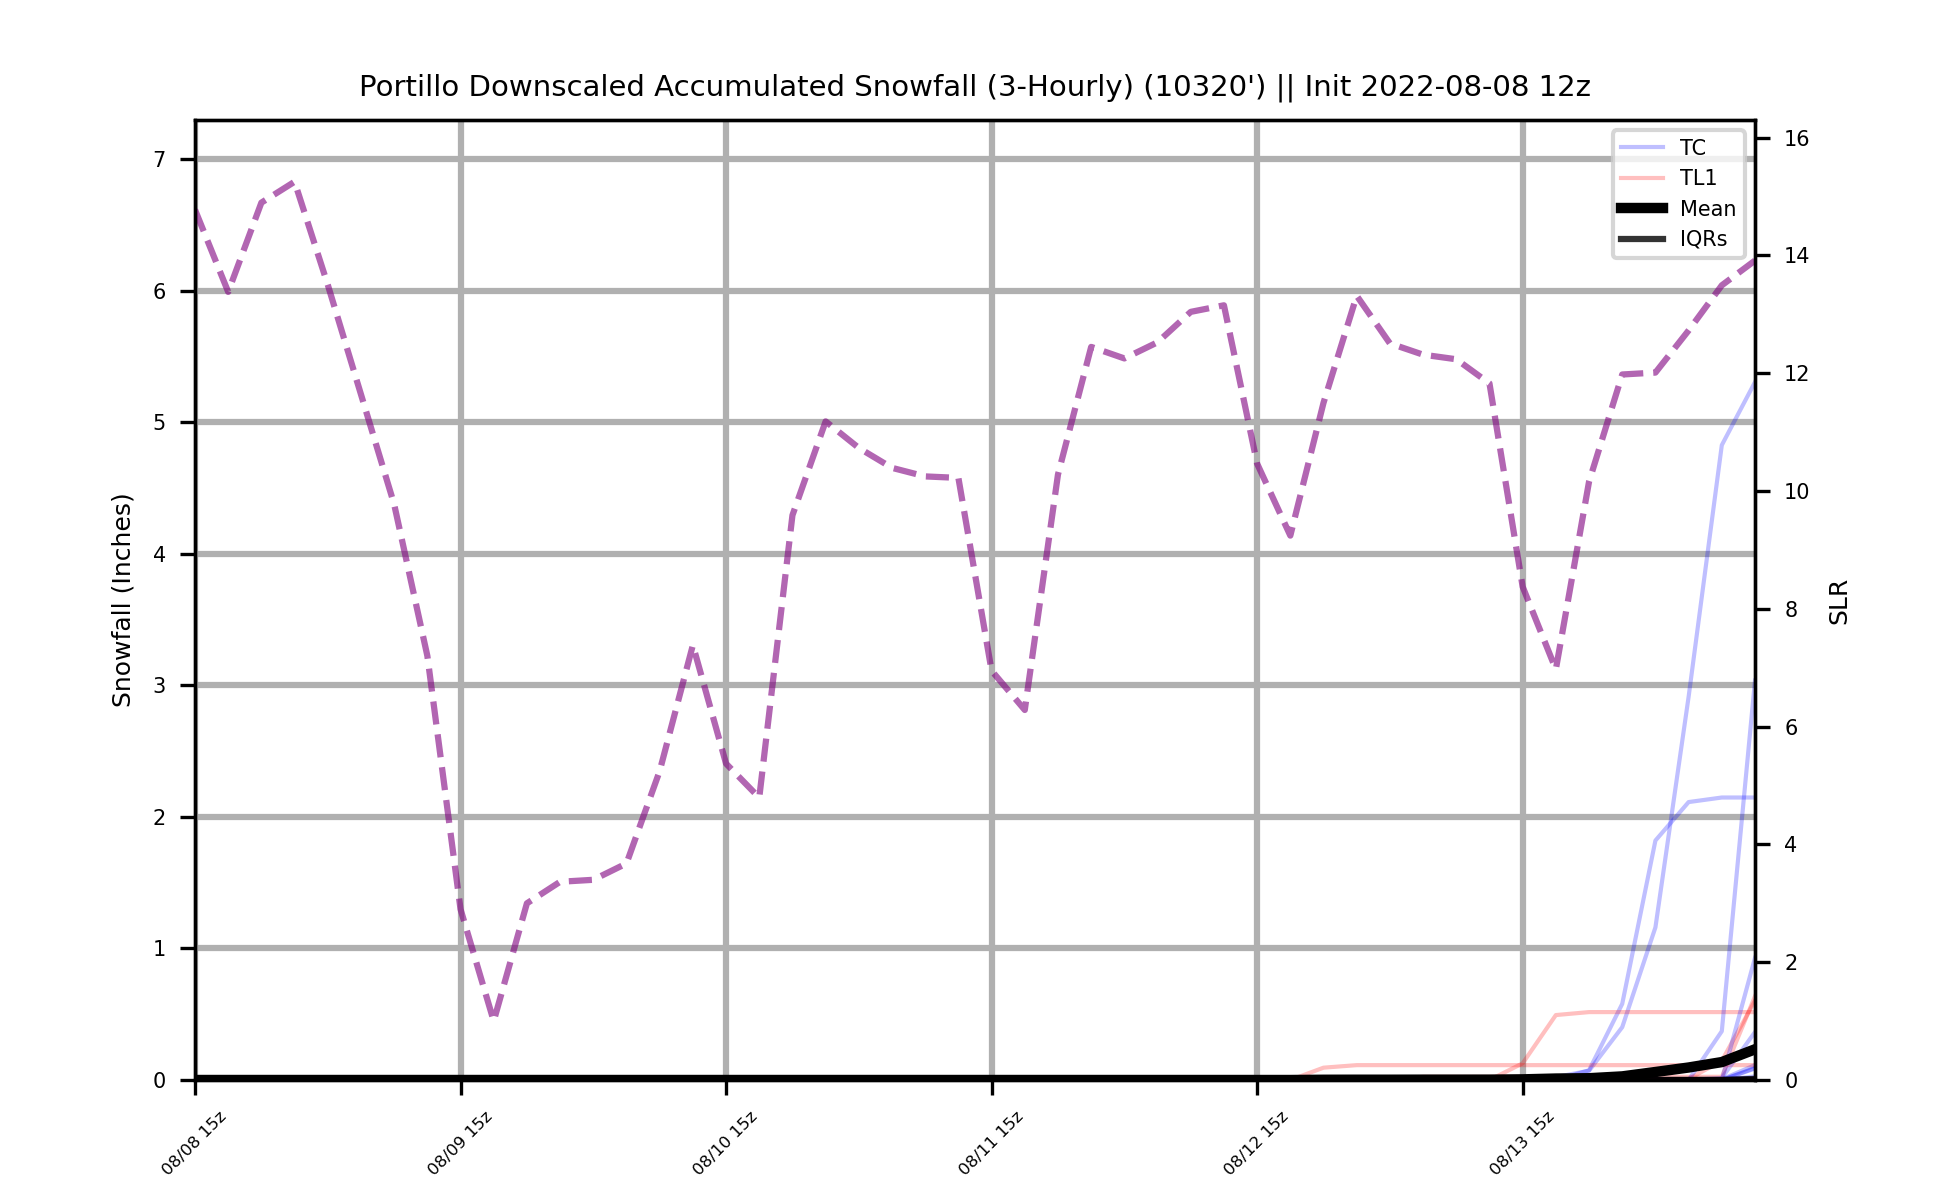 Portillo Downscaled Accumulated Snowfall (3-Hourly) (10320') || Init 2022-08-08 12z
TC
TL1
Mean
IQRs
Snowfall (Inches)
7
6
5
4
3
2
1
0
16
14
12
10
8
6
4
2
0
SLR
08/08 15z
08/09 15z
08/10 15z
08/11 15z
08/12 15z
08/13 15z